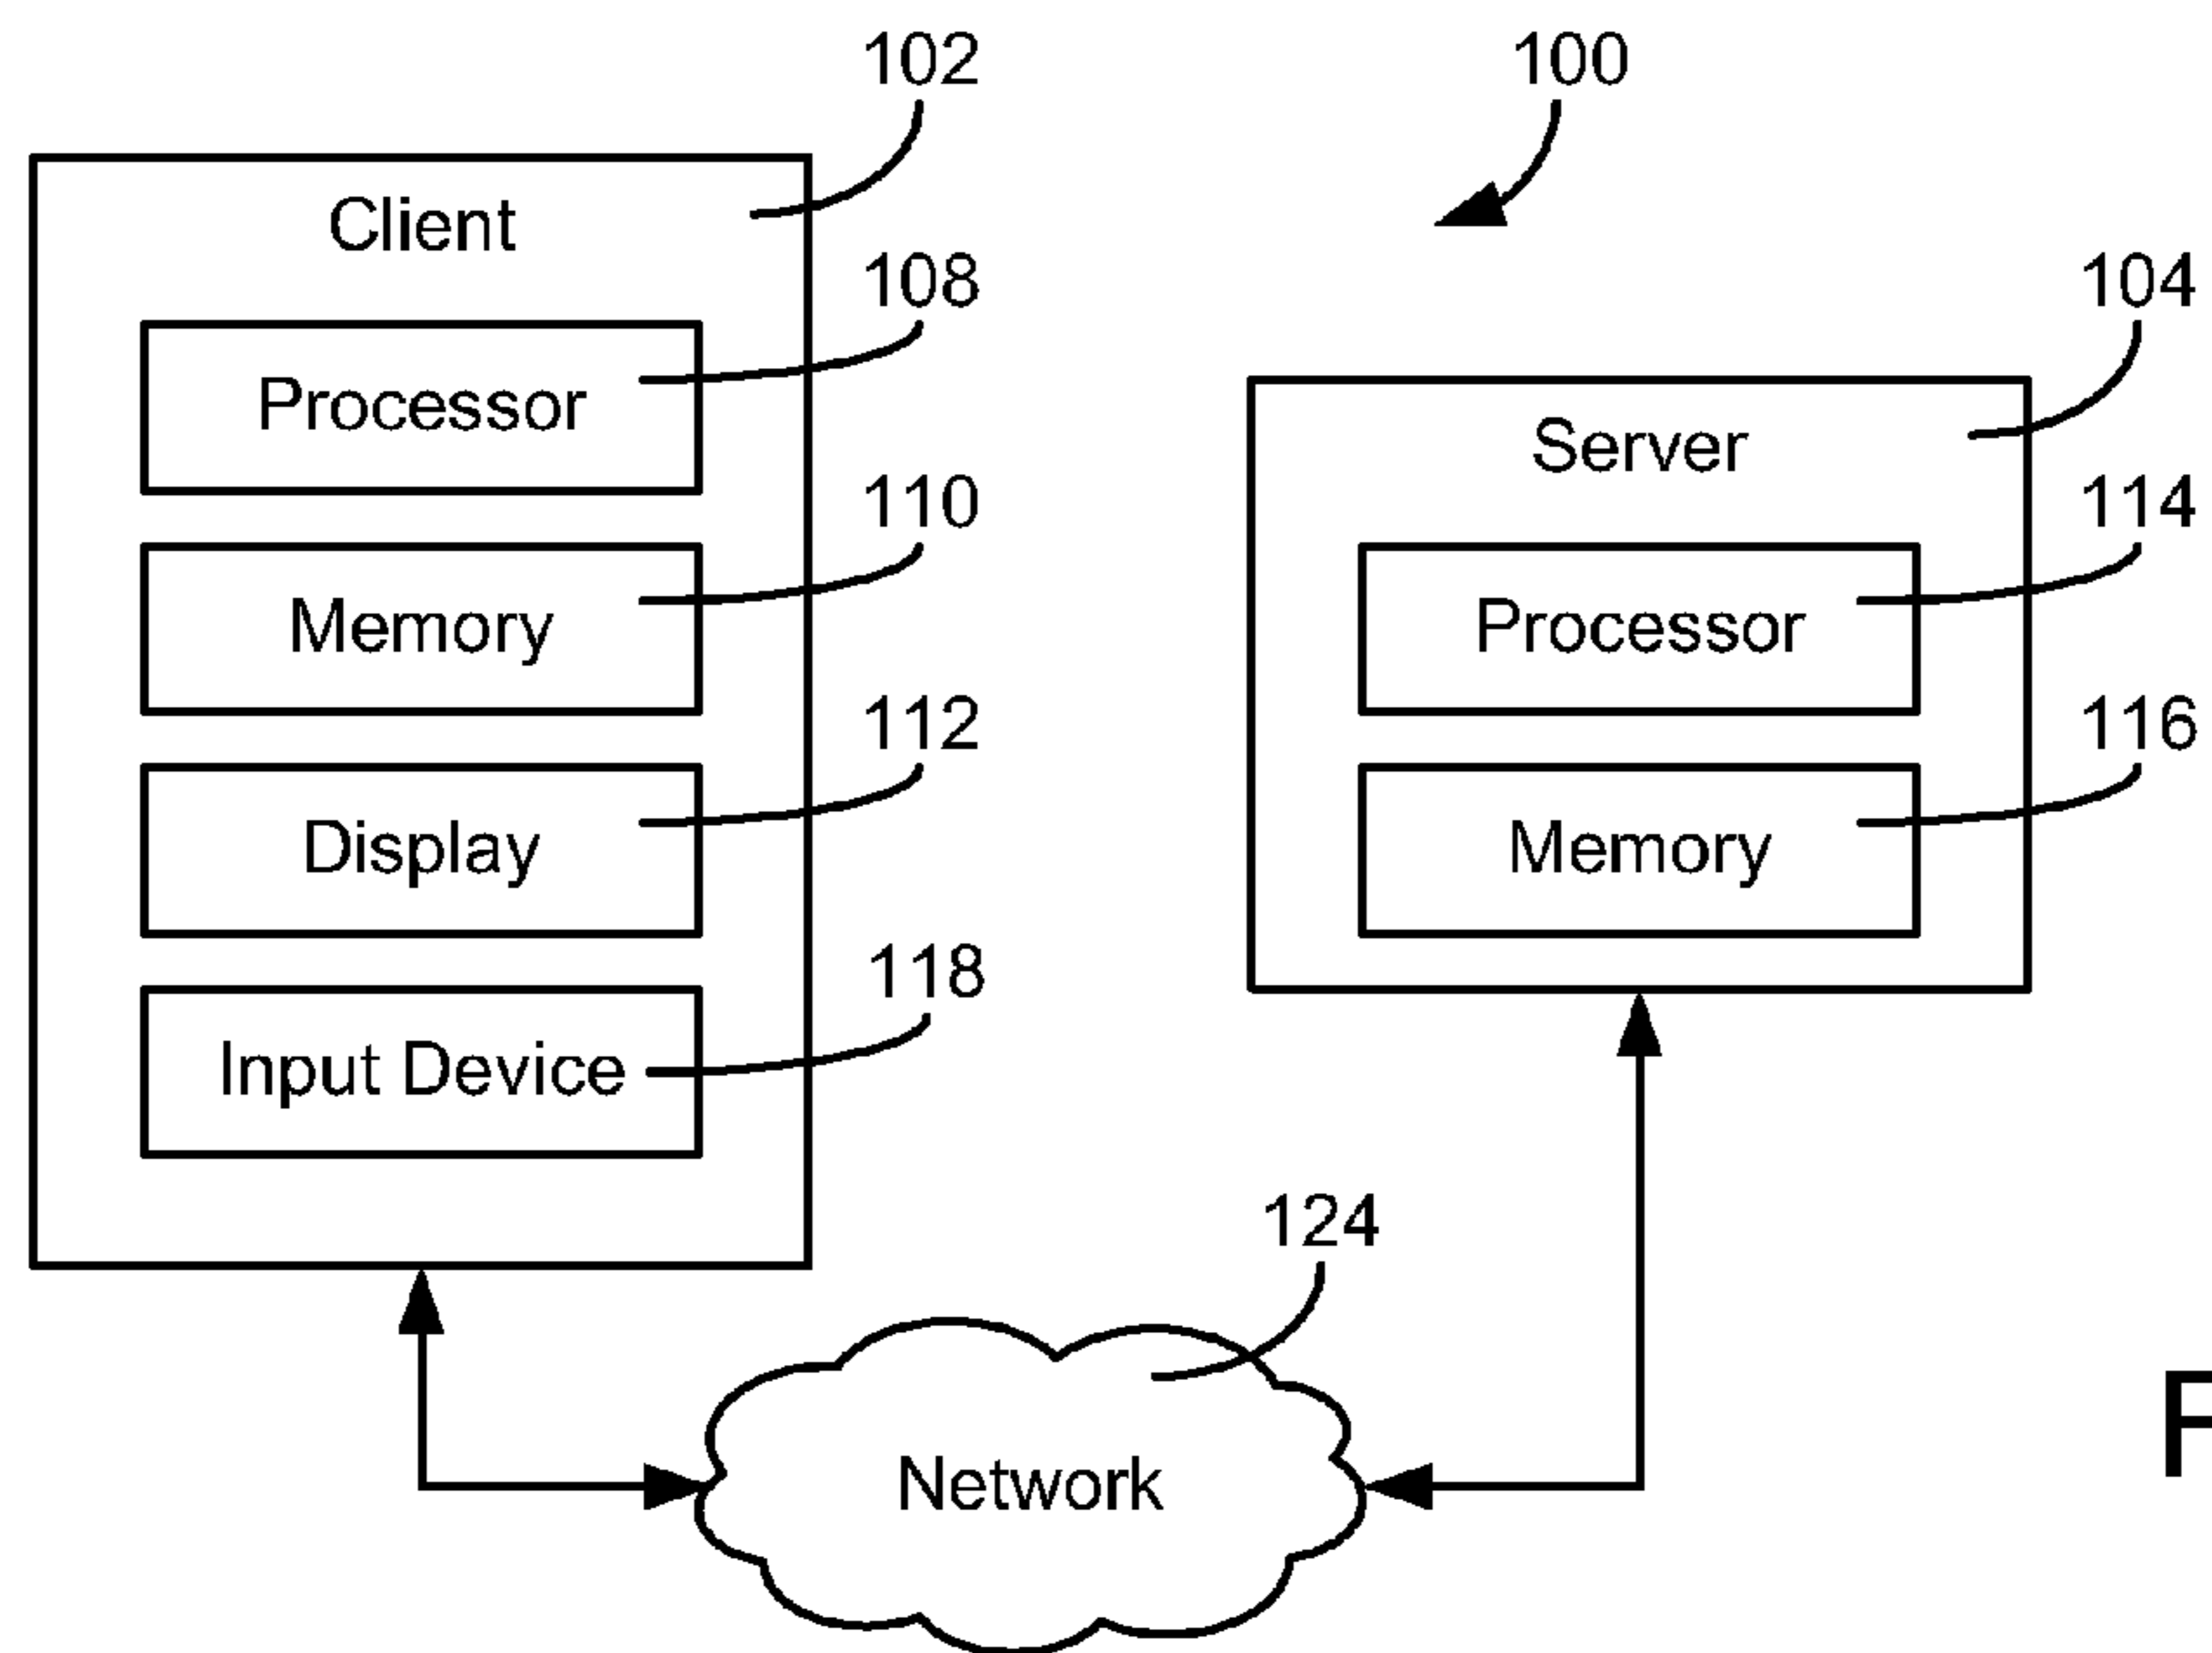 102
100
Client
108
104
Processor
Server
110
114
Memory
Processor
112
116
Display
Memory
118
Input Device
124
Network